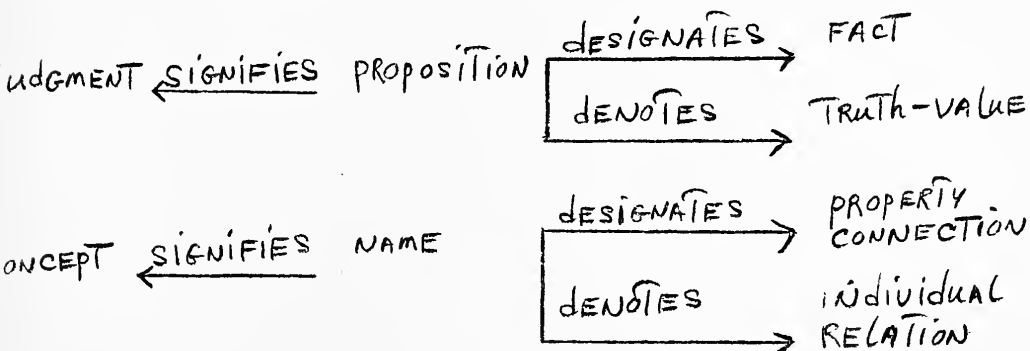 UDGMENT SIGNIFIES PROPOSITION DESIGNATES FACT
DENOTES TRUTH-VALUE
ONCEPT SIGNIFIES NAME DESIGNATES PROPERTY CONNECTION
DENOTES INDIVIDUAL RELATION